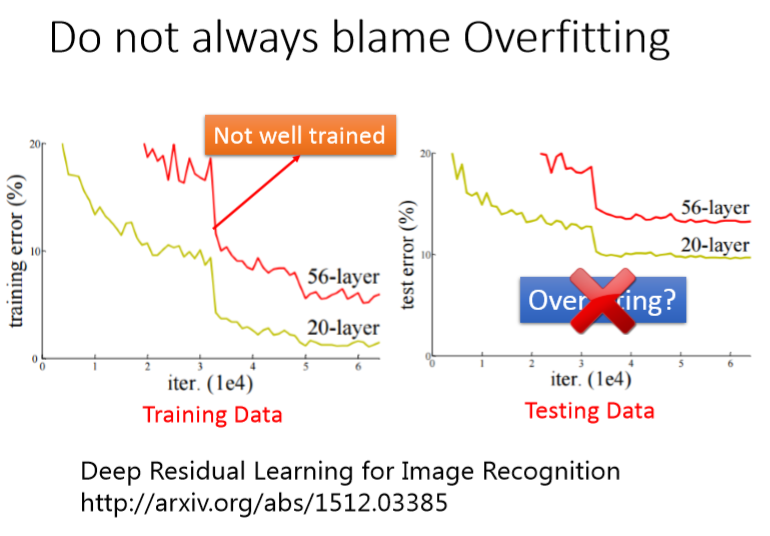 Do not always blame Overfitting
Not well trained
training error (%)
20
10
0
56-layer
20-layer
0 1 2 3 4 5 6
iter. (1e4)
Training Data
test error (%)
20
10
0
56-layer
20-layer
0 1 2 3 4 5 6
iter. (1e4)
Testing Data
Over ting?
Deep Residual Learning for Image Recognition
http://arxiv.org/abs/1512.03385